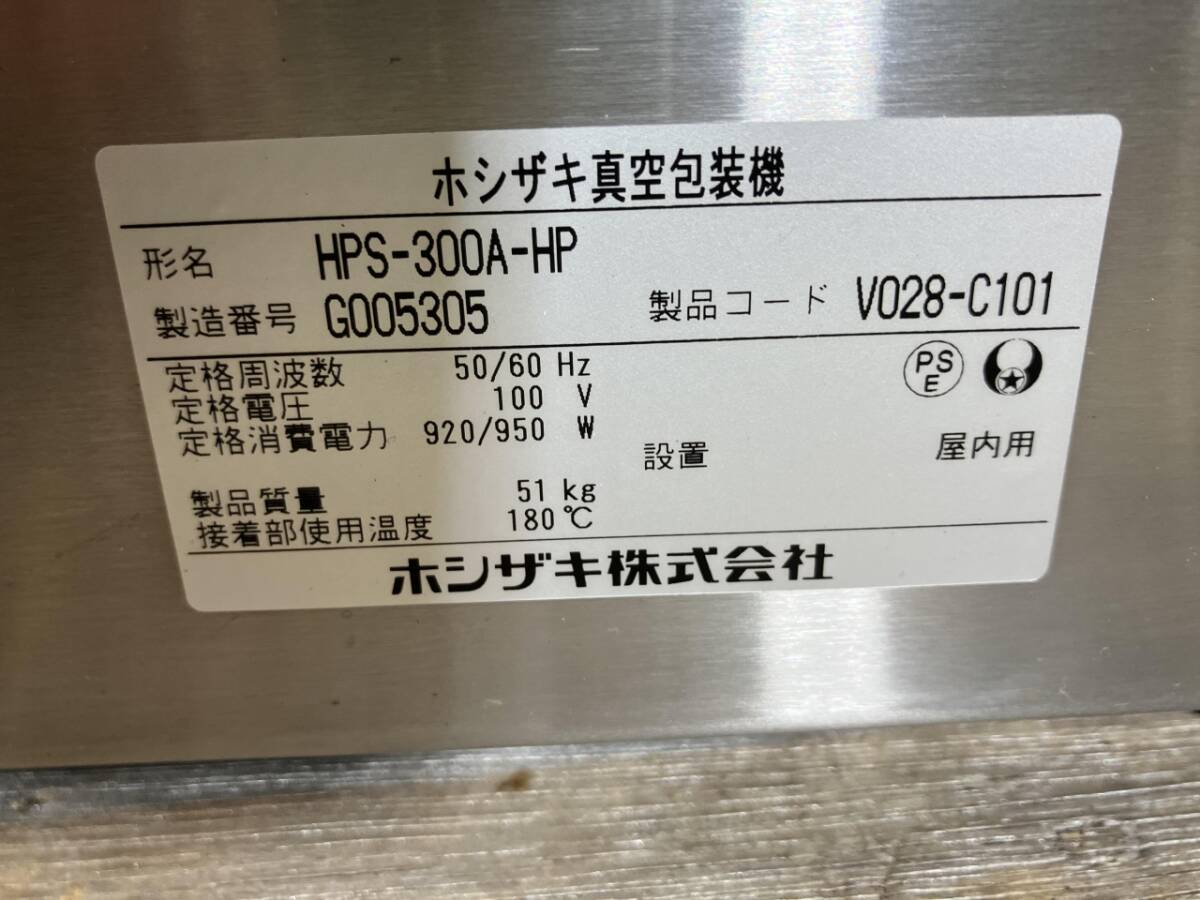 ホシザキ真空包装機
形名 HPS-300A-HP
製造番号 G005305 製品コード V028-C101
定格周波数 50/60 Hz
PS
E
定格電圧 100 V
定格消費電力 920/950 W
設置 屋内用
製品質量 51 kg
接着部使用温度 180℃
ホシザキ株式会社